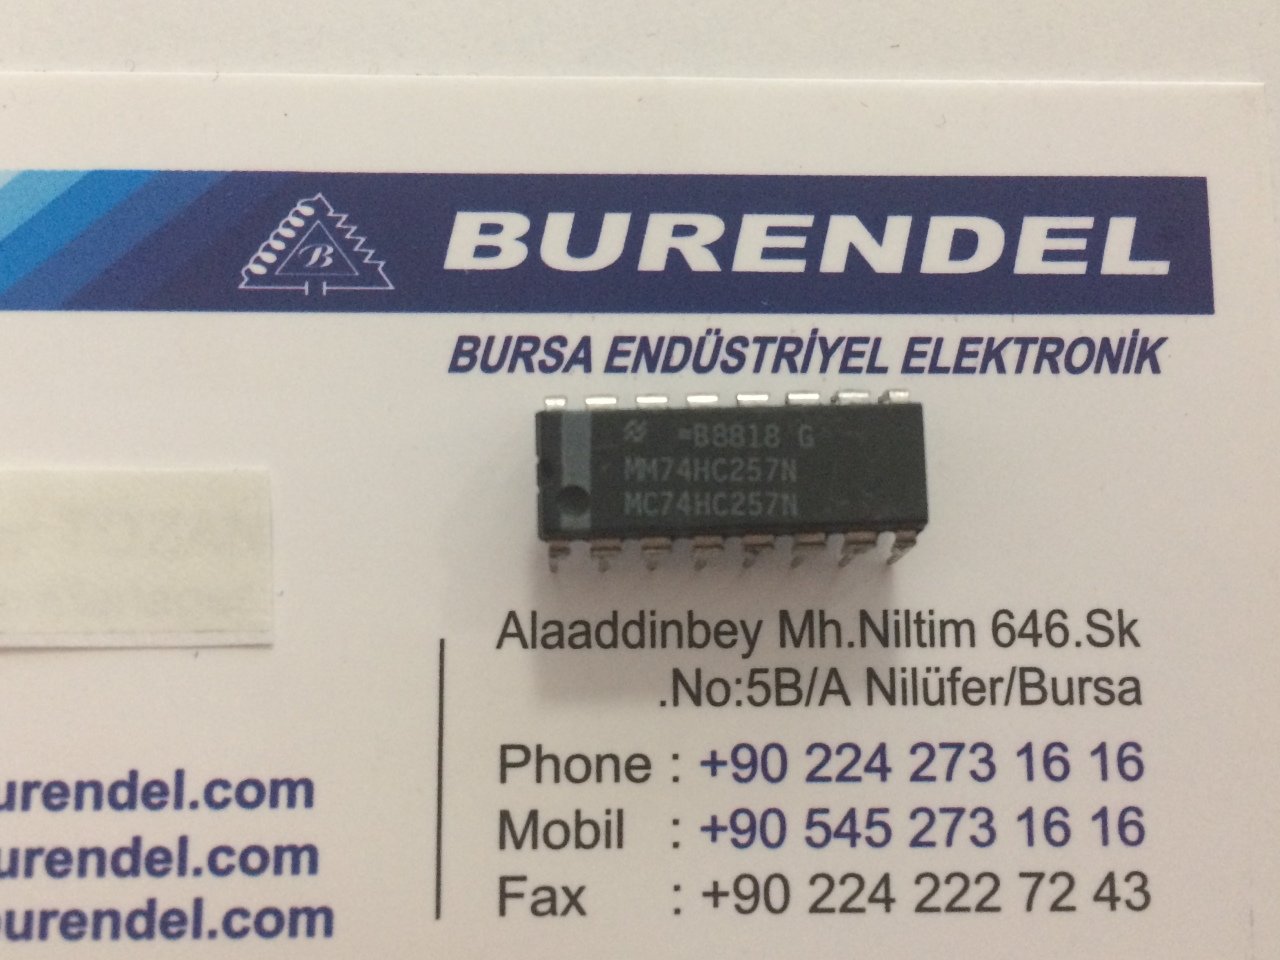 B
BURENDEL
BURSA ENDÜSTRİYEL ELEKTRONİK
=B8818 G
MM74HC257N
MC74HC257N
Alaaddinbey Mh.Niltim 646.Sk
.No:5B/A Nilüfer/Bursa
Phone : +90 224 273 16 16
Mobil : +90 545 273 16 16
Fax : +90 224 222 72 43
urendel.com
urendel.com
burendel.com